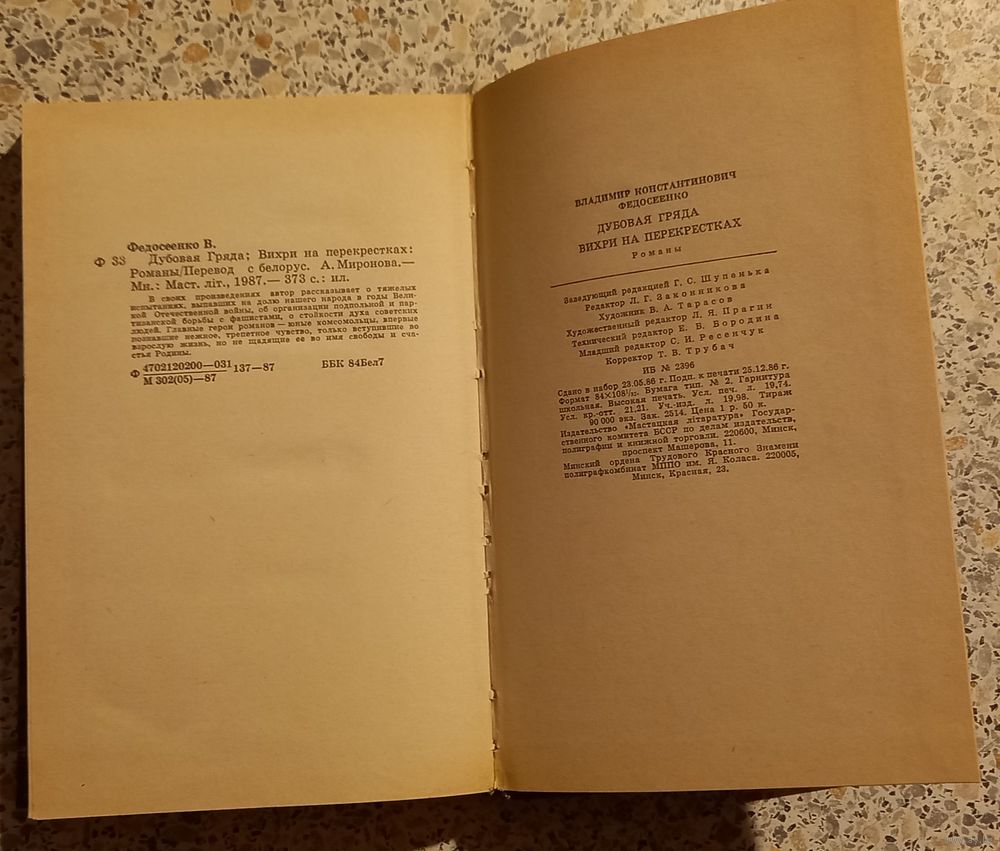 Федосеенко В.
Ф 33 Дубовая Гряда; Вихри на перекрестках:
Романы/Перевод с белорус. А. Миронова.—
Мн.: Маст. літ., 1987.— 373 с.: ил.
В своих произведениях автор рассказывает о тяжелых
испытаниях, выпавших на долю нашего народа в годы Вели-
кой Отечественной войны, об организации подпольной и пар-
тизанской борьбы с фашистами, о стойкости духа советских
людей. Главные герои романов — юные комсомольцы, впервые
познавшие нежное, трепетное чувство, только вступившие во
взрослую жизнь, но не щадящие ее во имя свободы и сча-
стья Родины.
Ф 4702120200—031 137—87 ББК 84Бел7
М 302(05)—87
ВЛАДИМИР КОНСТАНТИНОВИЧ
ФЕДОСЕЕНКО
ДУБОВАЯ ГРЯДА
ВИХРИ НА ПЕРЕКРЕСТКАХ
Романы
Заведующий редакцией Г. С. Шупенька
Редактор Л. Г. Законникова
Художник В. А. Тарасов
Художественный редактор Л. Я. Прагин
Технический редактор Е. В. Бородина
Младший редактор С. И. Ресенчук
Корректор Т. В. Трубач
ИБ № 2396
Сдано в набор 23.05.86 г. Подп. к печати 25.12.86 г.
Формат 84×108¹/₃₂. Бумага тип. № 2. Гарнитура
школьная. Высокая печать. Усл. печ. л. 19,74.
Усл. кр.-отт. 21,21. Уч.-изд. л. 19,98. Тираж
90 000 экз. Зак. 2514. Цена 1 р. 50 к.
Издательство «Мастацкая літаратура» Государ-
ственного комитета БССР по делам издательств,
полиграфии и книжной торговли. 220600, Минск,
проспект Машерова, 11.
Минский ордена Трудового Красного Знамени
полиграфкомбинат МППО им. Я. Коласа. 220005,
Минск, Красная, 23.